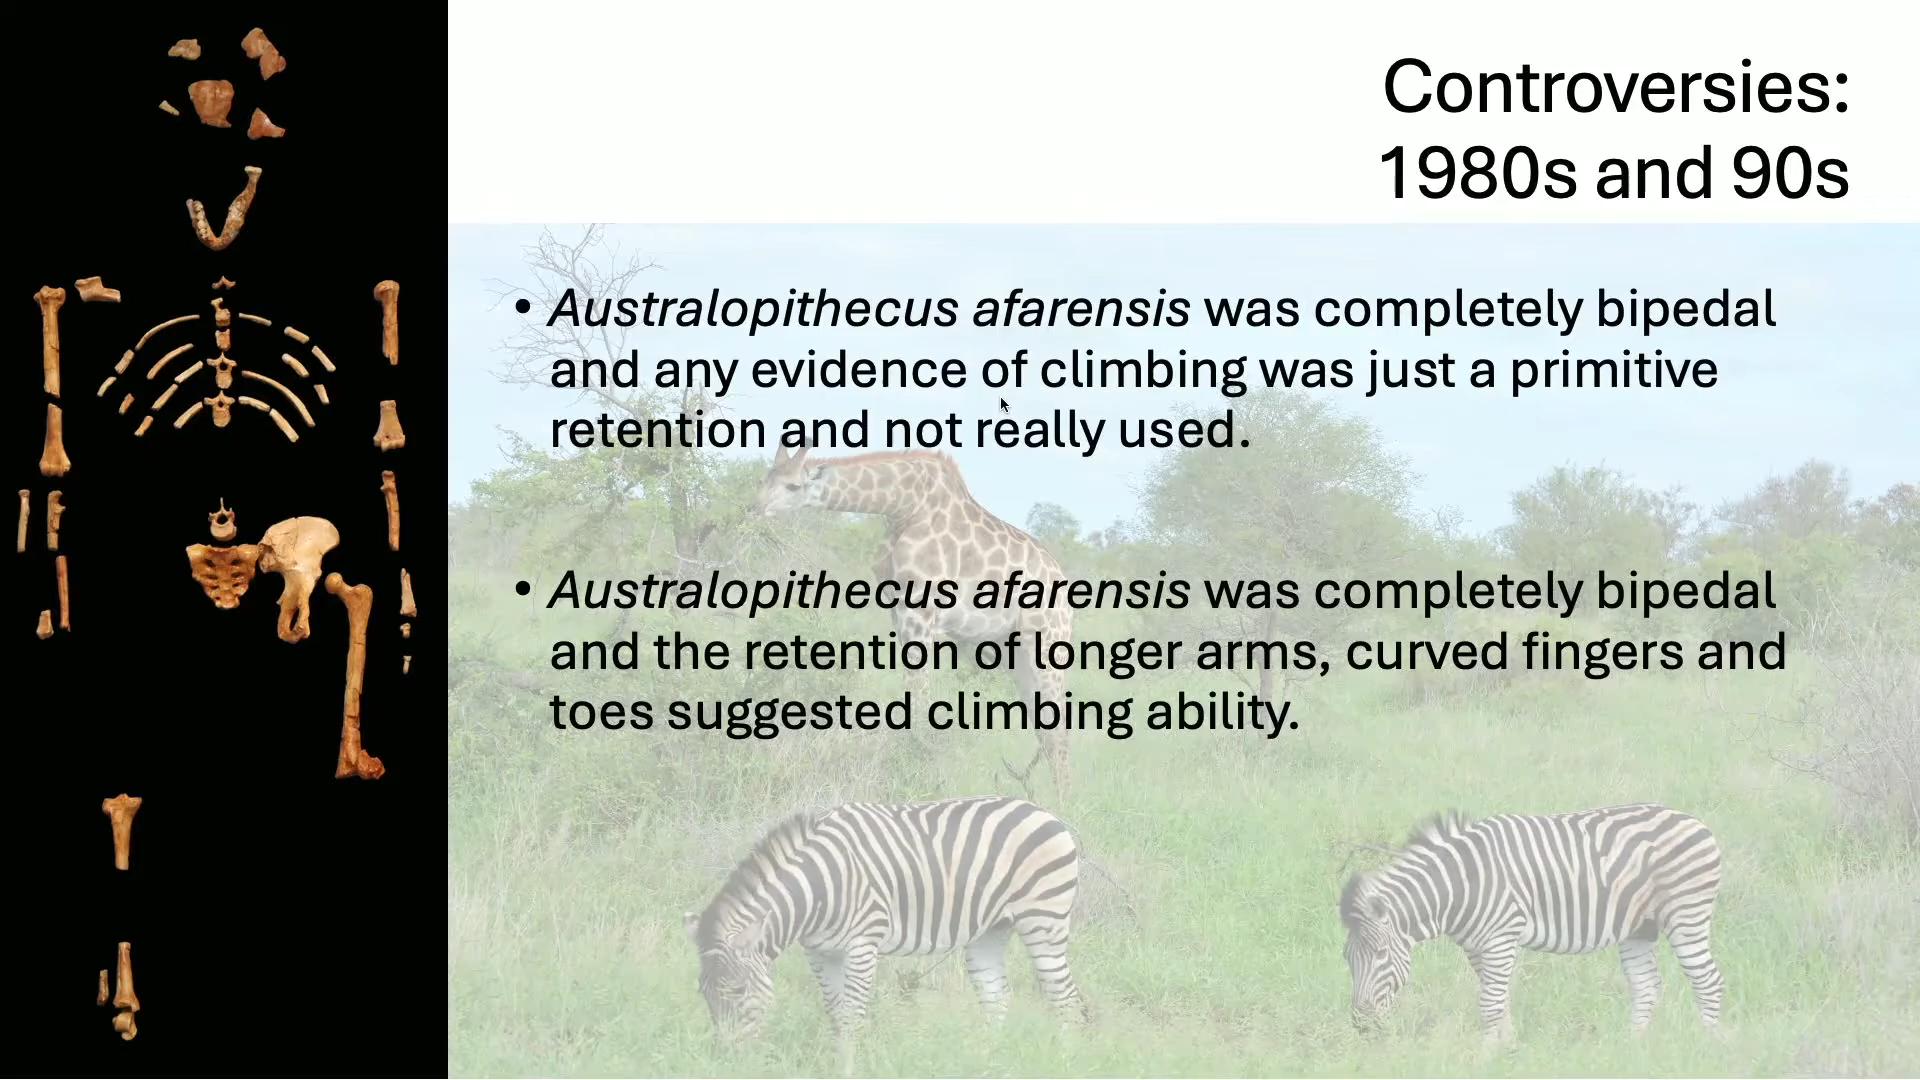 Controversies:
1980s and 90s
• Australopithecus afarensis was completely bipedal
and any evidence of climbing was just a primitive
retention and not really used.
• Australopithecus afarensis was completely bipedal
and the retention of longer arms, curved fingers and
toes suggested climbing ability.